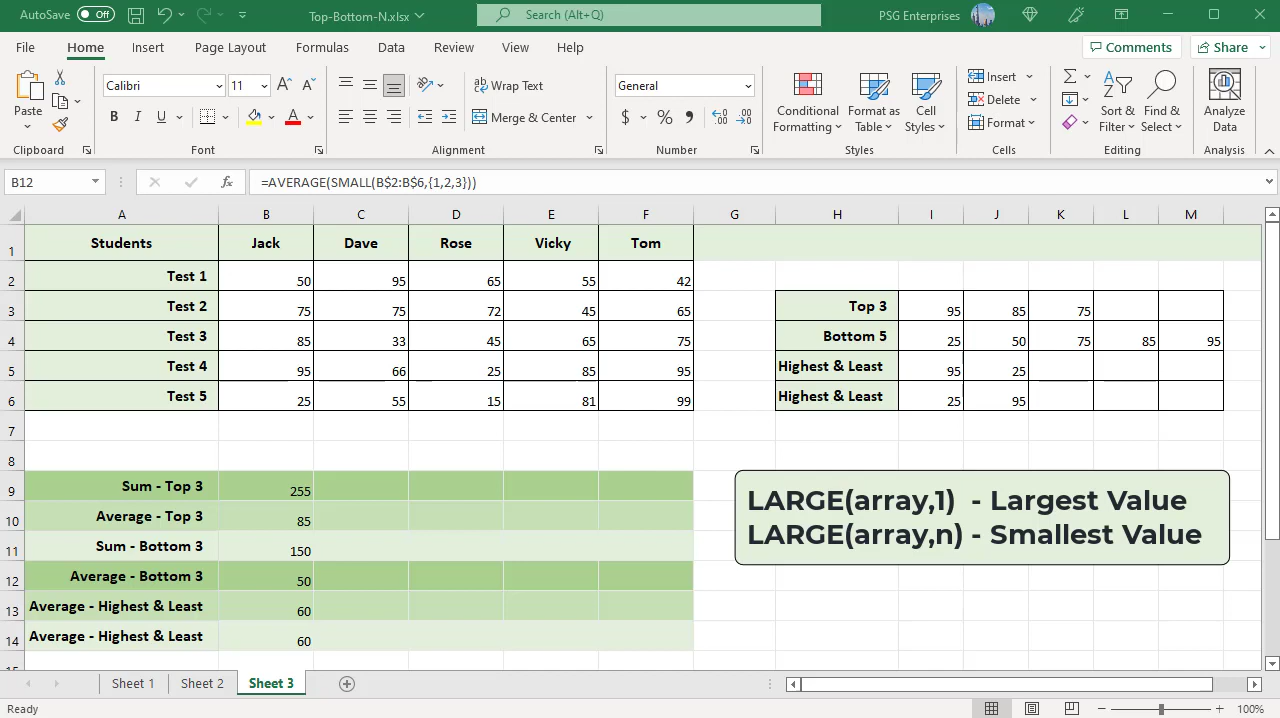 AutoSave Off Top-Bottom-N.xlsx Search (Alt+Q) PSG Enterprises
File Home Insert Page Layout Formulas Data Review View Help Comments Share
Paste Calibri 11 Wrap Text General Conditional Formatting Format as Table Cell Styles Insert Sort & Filter Find & Select Analyze Data
B I U A Merge & Center $ % Delete
Format
Clipboard Font Alignment Number Styles Cells Editing Analysis
B12 fx =AVERAGE(SMALL(B$2:B$6,{1,2,3}))
A B C D E F G H I J K L M
1 Students Jack Dave Rose Vicky Tom
2 Test 1 50 95 65 55 42
3 Test 2 75 75 72 45 65 Top 3 95 85 75
4 Test 3 85 33 45 65 75 Bottom 5 25 50 75 85 95
5 Test 4 95 66 25 85 95 Highest & Least 95 25
6 Test 5 25 55 15 81 99 Highest & Least 25 95
7
8
9 Sum - Top 3 255
LARGE(array,1) - Largest Value
10 Average - Top 3 85
LARGE(array,n) - Smallest Value
11 Sum - Bottom 3 150
12 Average - Bottom 3 50
13 Average - Highest & Least 60
14 Average - Highest & Least 60
15
Sheet 1 Sheet 2 Sheet 3
Ready 100%